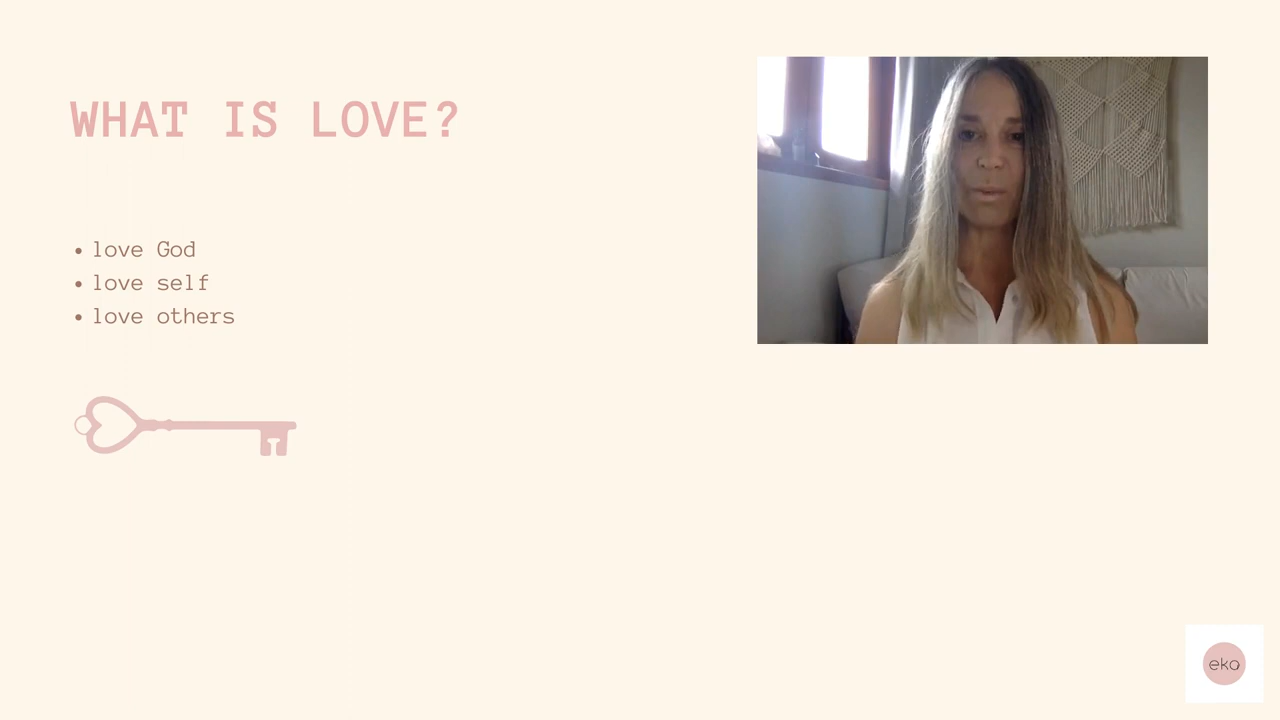 WHAT IS LOVE?
• love God
• love self
• love others
eka